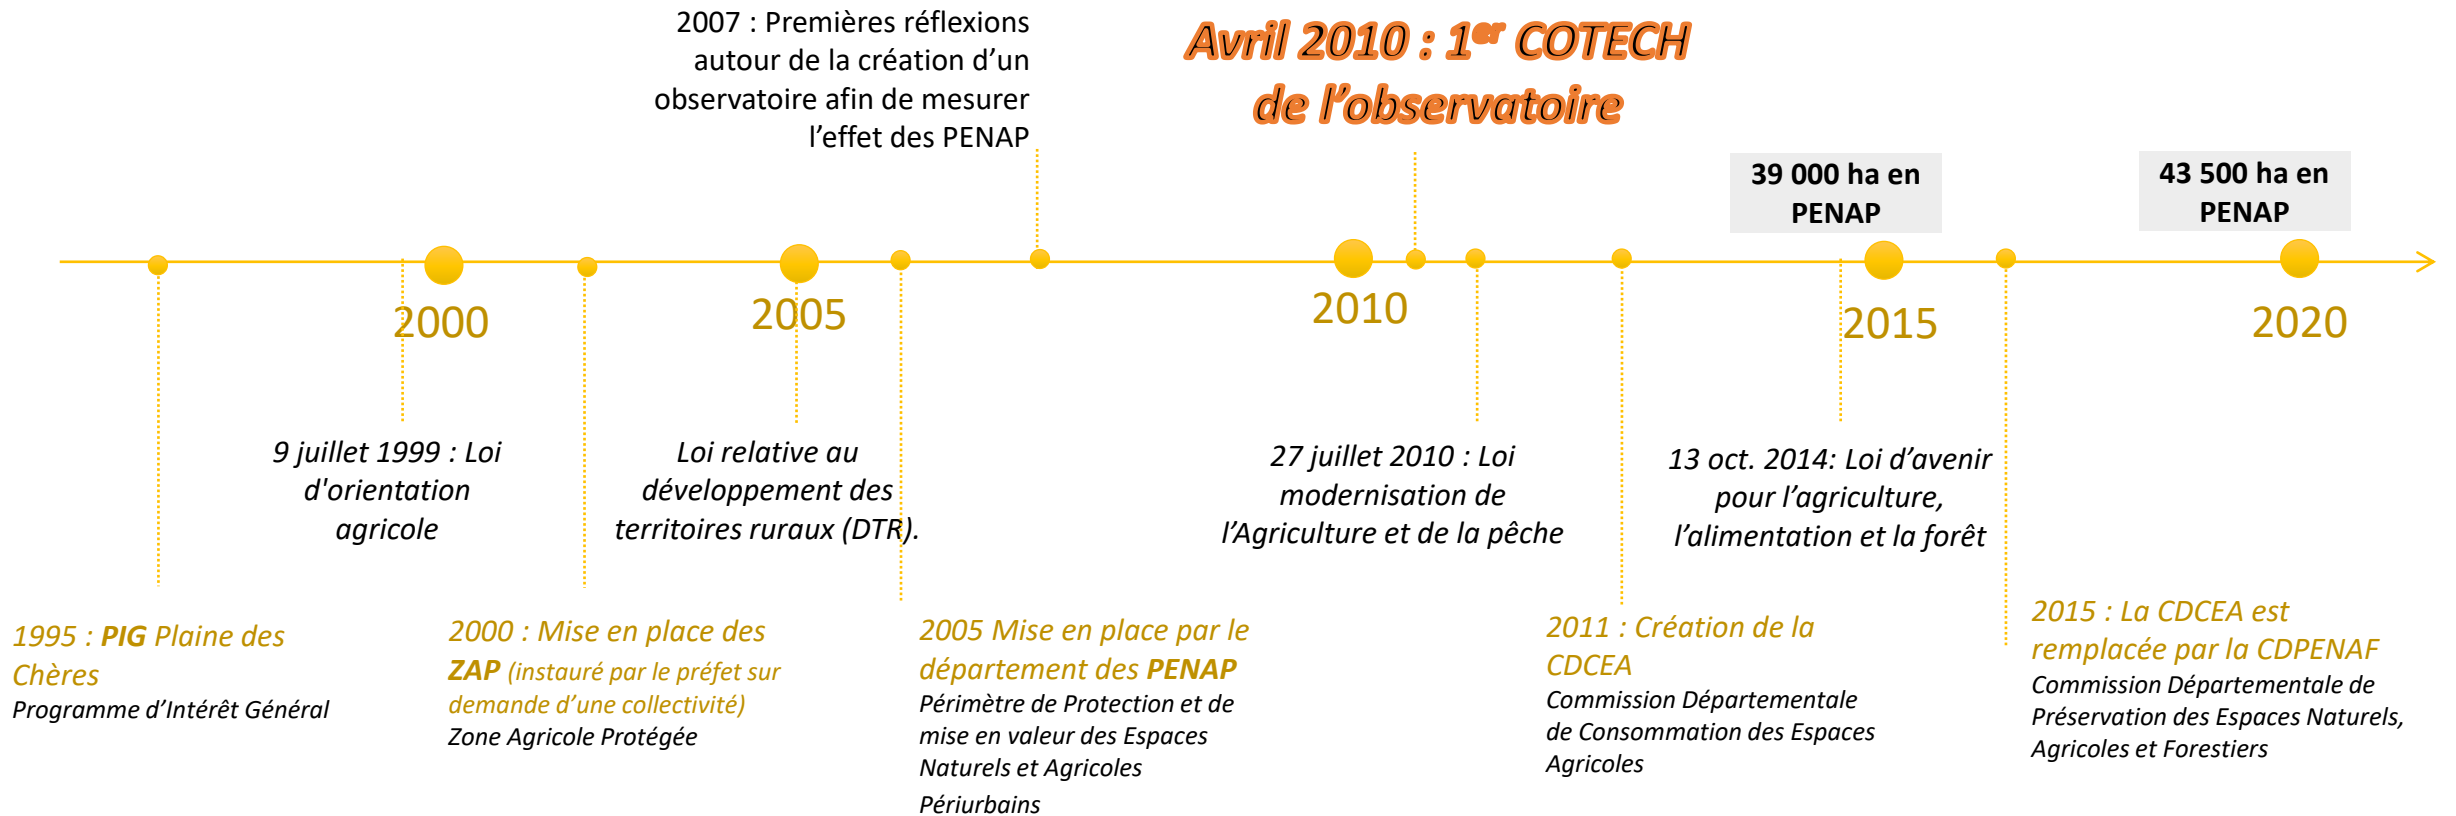 2007 : Premières réflexions
autour de la création d’un
observatoire afin de mesurer
l’effet des PENAP
Avril 2010 : 1er COTECH
de l’observatoire
39 000 ha en
PENAP
43 500 ha en
PENAP
2000
2005
2010
2015
2020
9 juillet 1999 : Loi
d'orientation
agricole
Loi relative au
développement des
territoires ruraux (DTR).
27 juillet 2010 : Loi
modernisation de
l’Agriculture et de la pêche
13 oct. 2014: Loi d’avenir
pour l’agriculture,
l’alimentation et la forêt
1995 : PIG Plaine des
Chères
Programme d’Intérêt Général
2000 : Mise en place des
ZAP (instauré par le préfet sur
demande d’une collectivité)
Zone Agricole Protégée
2005 Mise en place par le
département des PENAP
Périmètre de Protection et de
mise en valeur des Espaces
Naturels et Agricoles
Périurbains
2011 : Création de la
CDCEA
Commission Départementale
de Consommation des Espaces
Agricoles
2015 : La CDCEA est
remplacée par la CDPENAF
Commission Départementale de
Préservation des Espaces Naturels,
Agricoles et Forestiers